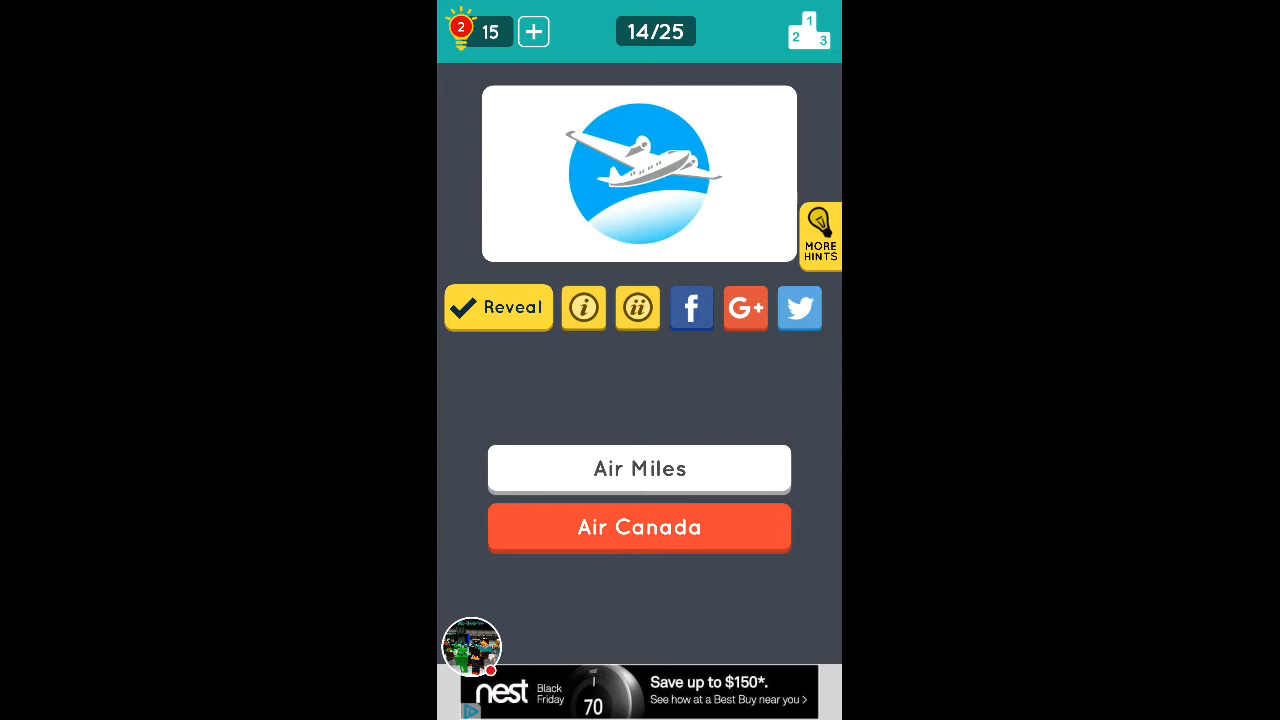 2 15 + 14/25 1 2 3
MORE
HINTS
Reveal i ii f G+
Air Miles
Air Canada
nest Black Friday 70 Save up to $150*.
See how at a Best Buy near you >